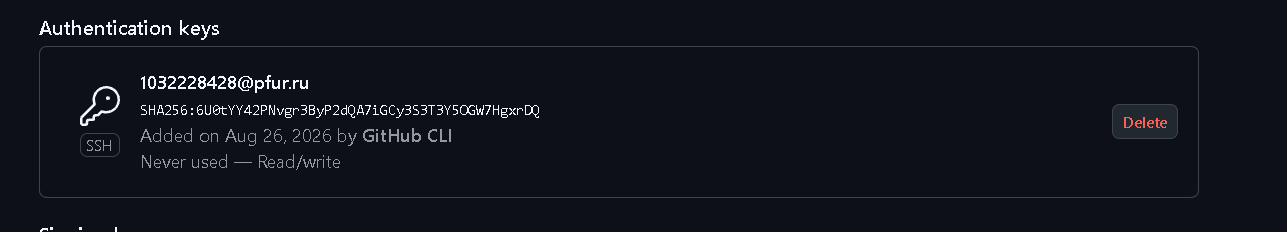 Authentication keys
1032228428@pfur.ru
SHA256:6U0tYY42PNvgr3ByP2dQA7iGCy3S3T3Y5OGW7HgxrDQ
Added on Aug 26, 2026 by GitHub CLI
SSH
Never used — Read/write
Delete